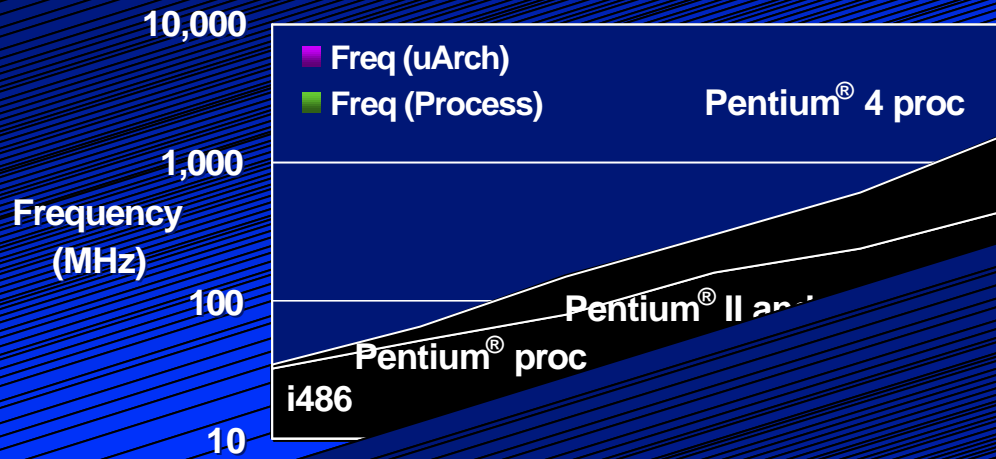 10,000
Freq (uArch)
Freq (Process)
Pentium® 4 proc
1,000
Frequency
(MHz)
100
Pentium® II and
Pentium® proc
i486
10